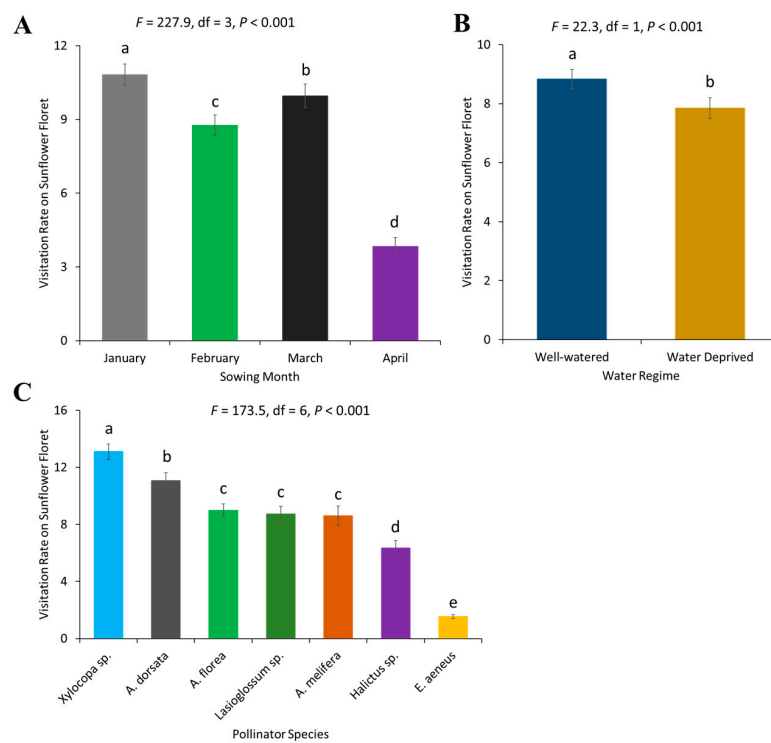 A
F = 227.9, df = 3, P < 0.001
Visitation Rate on Sunflower Floret
12
9
6
3
0
a
c
b
d
January February March April
Sowing Month
B
F = 22.3, df = 1, P < 0.001
Visitation Rate on Sunflower Floret
10
8
6
4
2
0
a
b
Well-watered Water Deprived
Water Regime
C
F = 173.5, df = 6, P < 0.001
Visitation Rate on Sunflower Floret
16
12
8
4
0
a
b
c
c
c
d
e
Xylocopa sp.
A. dorsata
A. florea
Lasioglossum sp.
A. melifera
Halictus sp.
E. aeneus
Pollinator Species